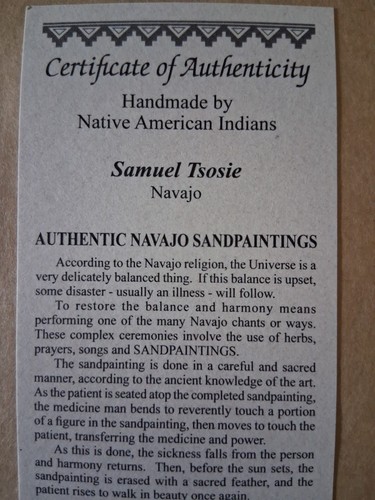 Certificate of Authenticity
Handmade by
Native American Indians
Samuel Tsosie
Navajo
AUTHENTIC NAVAJO SANDPAINTINGS
According to the Navajo religion, the Universe is a
very delicately balanced thing. If this balance is upset,
some disaster - usually an illness - will follow.
To restore the balance and harmony means
performing one of the many Navajo chants or ways.
These complex ceremonies involve the use of herbs,
prayers, songs and SANDPAINTINGS.
The sandpainting is done in a careful and sacred
manner, according to the ancient knowledge of the art.
As the patient is seated atop the completed sandpainting,
the medicine man bends to reverently touch a portion
of a figure in the sandpainting, then moves to touch the
patient, transferring the medicine and power.
As this is done, the sickness falls from the person
and harmony returns. Then, before the sun sets, the
sandpainting is erased with a sacred feather, and the
patient rises to walk in beauty once again.